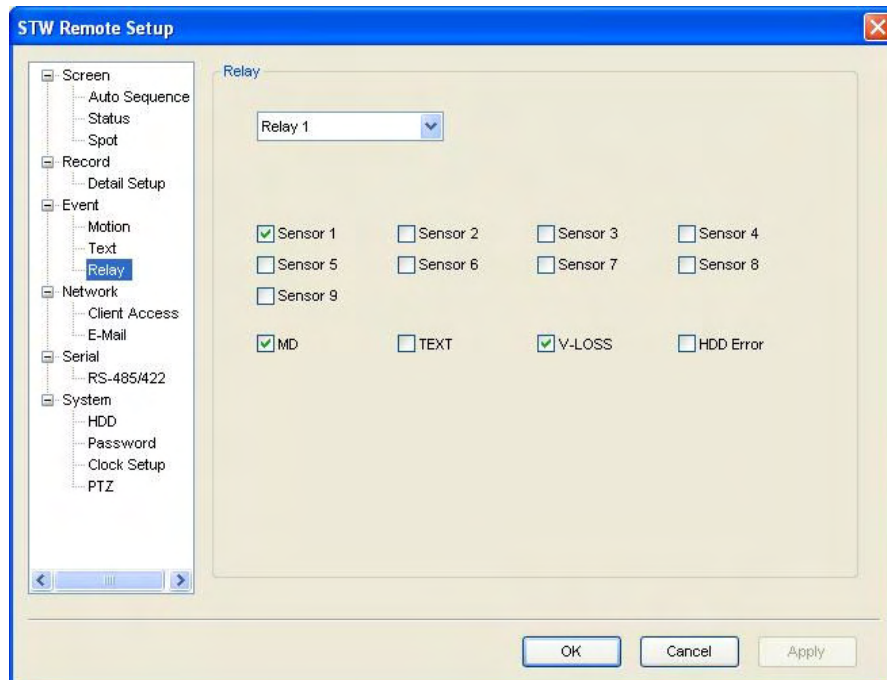 STW Remote Setup
Screen
Auto Sequence
Status
Spot
Record
Detail Setup
Event
Motion
Text
Relay
Network
Client Access
E-Mail
Serial
RS-485/422
System
HDD
Password
Clock Setup
PTZ
Relay
Relay 1
Sensor 1 Sensor 2 Sensor 3 Sensor 4
Sensor 5 Sensor 6 Sensor 7 Sensor 8
Sensor 9
MD TEXT V-LOSS HDD Error
OK Cancel Apply